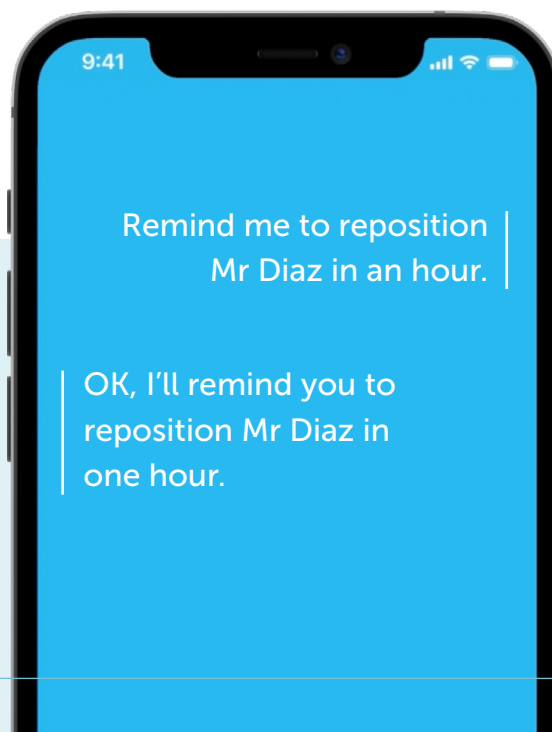 9:41
Remind me to reposition
Mr Diaz in an hour.
OK, I’ll remind you to
reposition Mr Diaz in
one hour.